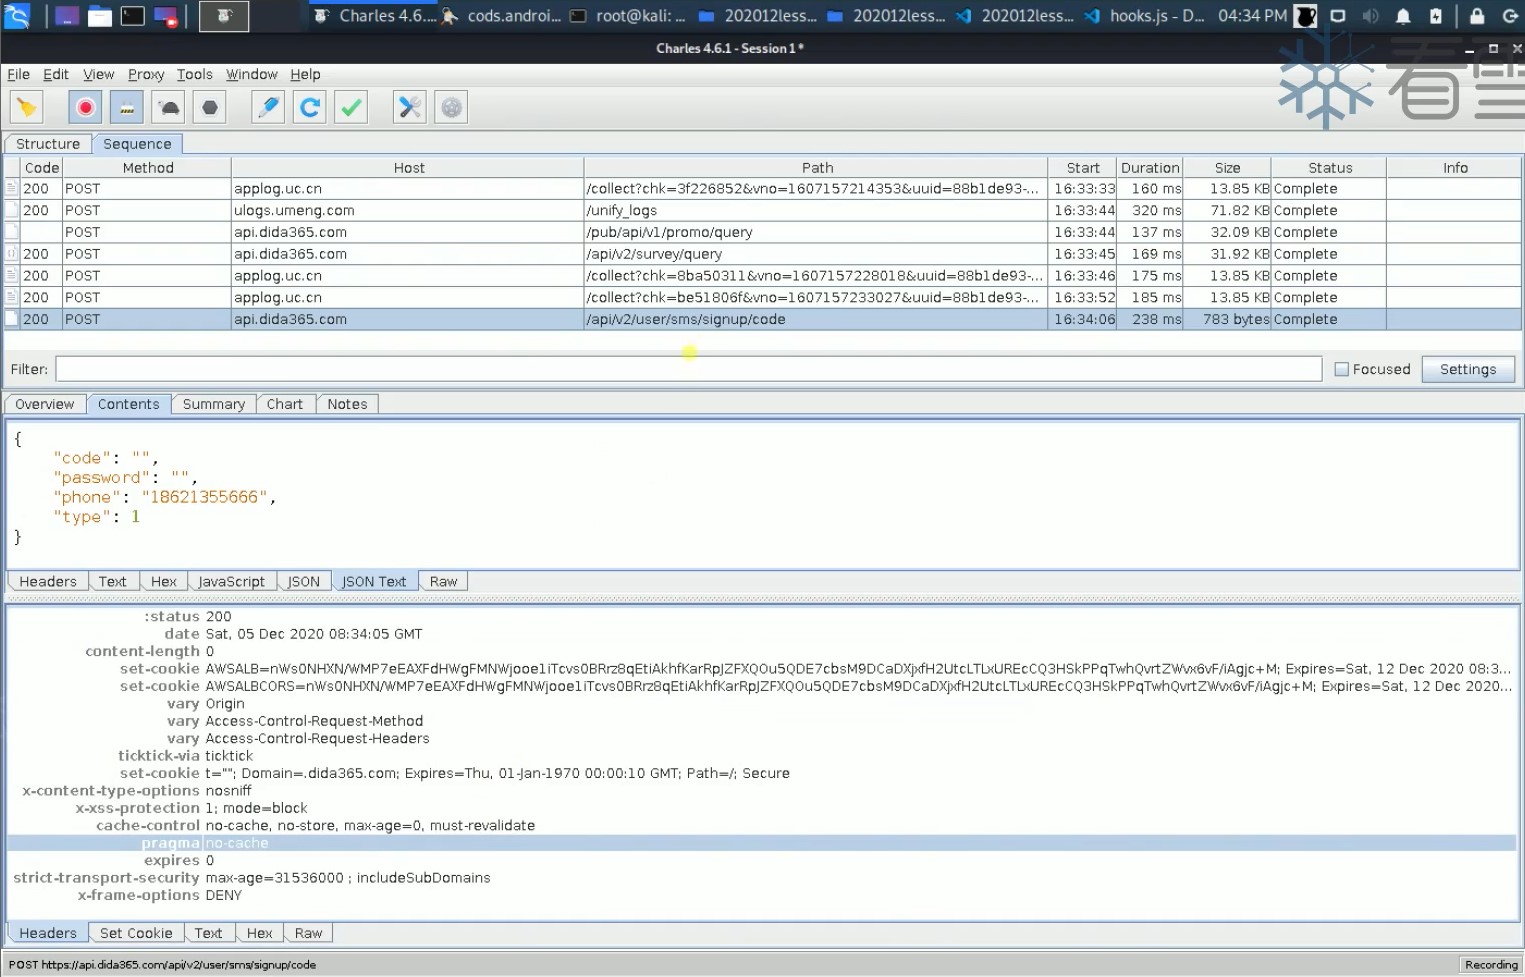 Charles 4.6....
cods.androi...
root@kali: ...
202012less...
202012less...
202012less...
hooks.js - D...
04:34 PM
Charles 4.6.1 - Session 1 *
看雪
File Edit View Proxy Tools Window Help
Structure Sequence
Code Method Host Path Start Duration Size Status Info
200 POST applog.uc.cn /collect?chk=3f226852&vno=1607157214353&uuid=88b1de93-... 16:33:33 160 ms 13.85 KB Complete
200 POST ulogs.umeng.com /unify_logs 16:33:44 320 ms 71.82 KB Complete
POST api.dida365.com /pub/api/v1/promo/query 16:33:44 137 ms 32.09 KB Complete
200 POST api.dida365.com /api/v2/survey/query 16:33:45 169 ms 31.92 KB Complete
200 POST applog.uc.cn /collect?chk=8ba50311&vno=1607157228018&uuid=88b1de93-... 16:33:46 175 ms 13.85 KB Complete
200 POST applog.uc.cn /collect?chk=be51806f&vno=1607157233027&uuid=88b1de93-... 16:33:52 185 ms 13.85 KB Complete
200 POST api.dida365.com /api/v2/user/sms/signup/code 16:34:06 238 ms 783 bytes Complete
Filter: Focused Settings
Overview Contents Summary Chart Notes
{
"code": "",
"password": "",
"phone": "18621355666",
"type": 1
}
Headers Text Hex JavaScript JSON JSON Text Raw
:status 200
date Sat, 05 Dec 2020 08:34:05 GMT
content-length 0
set-cookie AWSALB=nWs0NHXN/WMP7eEAXFdHWgFMNWjooe1iTcvs0BRrz8qEtiAkhfKarRpJZFXQOu5QDE7cbsM9DCaDXjxfH2UtcLTLxUREcCQ3HSkPPqTwhQvrtZWvx6vF/iAgjc+M; Expires=Sat, 12 Dec 2020 08:3...
set-cookie AWSALBCORS=nWs0NHXN/WMP7eEAXFdHWgFMNWjooe1iTcvs0BRrz8qEtiAkhfKarRpJZFXQOu5QDE7cbsM9DCaDXjxfH2UtcLTLxUREcCQ3HSkPPqTwhQvrtZWvx6vF/iAgjc+M; Expires=Sat, 12 Dec 2020...
vary Origin
vary Access-Control-Request-Method
vary Access-Control-Request-Headers
ticktick-via ticktick
set-cookie t=""; Domain=.dida365.com; Expires=Thu, 01-Jan-1970 00:00:10 GMT; Path=/; Secure
x-content-type-options nosniff
x-xss-protection 1; mode=block
cache-control no-cache, no-store, max-age=0, must-revalidate
pragma no-cache
expires 0
strict-transport-security max-age=31536000 ; includeSubDomains
x-frame-options DENY
Headers Set Cookie Text Hex Raw
POST https://api.dida365.com/api/v2/user/sms/signup/code
Recording